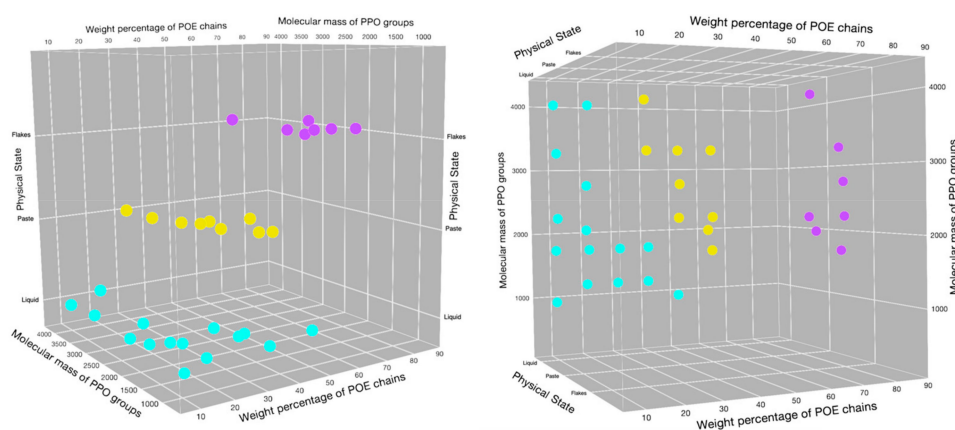 Weight percentage of POE chains
Molecular mass of PPO groups
10 20 30 40 50 60 70 80 90 4000 3500 3000 2500 2000 1500 1000
Flakes
Flakes
Physical State
Physical State
Paste
Paste
Liquid
Liquid
4000
3500
3000
2500
2000
1500
1000
Molecular mass of PPO groups
10 20 30 40 50 60 70 80 90
Weight percentage of POE chains
Weight percentage of POE chains
10 20 30 50 60 70 80 90
Physical State
Flakes
Paste
Liquid
4000
3000
2000
1000
Molecular mass of PPO groups
4000
3000
2000
1000
Molecular mass of PPO groups
Liquid
Paste
Flakes
Physical State
10 20 30 40 50 60 70 80 90
Weight percentage of POE chains